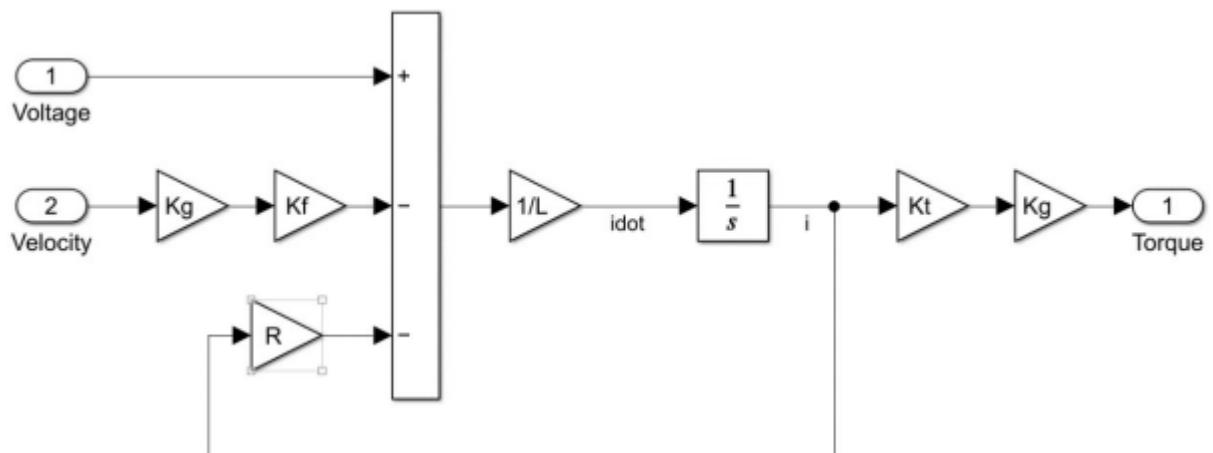 1
Voltage
+
2
Velocity
Kg
Kf
−
R
−
1/L
idot
1
s
i
Kt
Kg
1
Torque